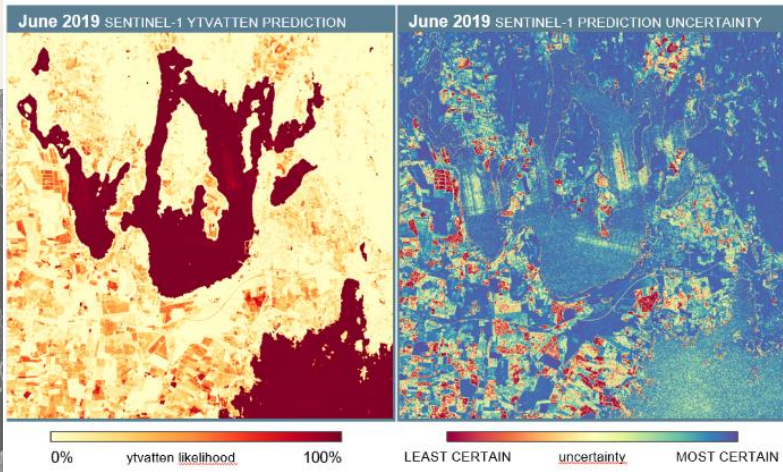 June 2019 SENTINEL-1 YTVATTEN PREDICTION
June 2019 SENTINEL-1 PREDICTION UNCERTAINTY
0% ytvatten likelihood 100%
LEAST CERTAIN uncertainty MOST CERTAIN